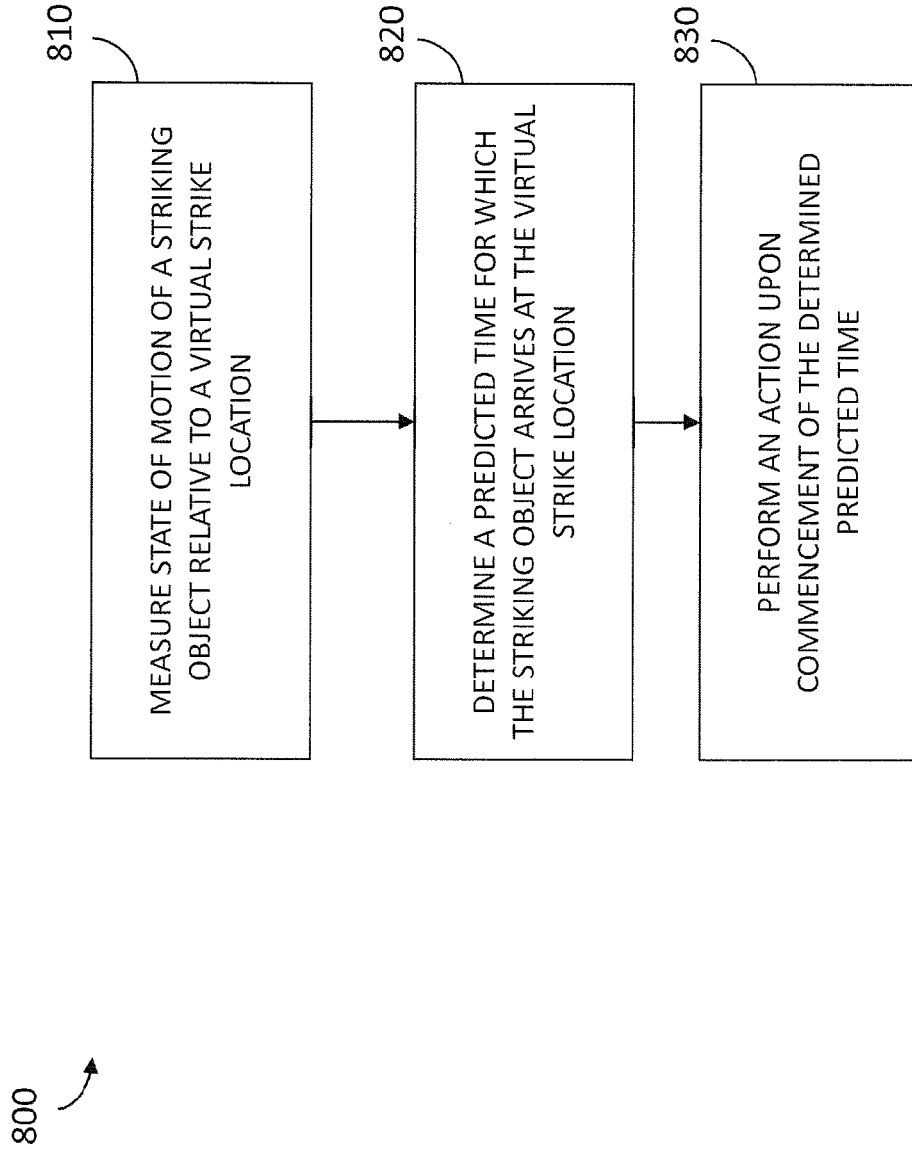 800
810
MEASURE STATE OF MOTION OF A STRIKING
OBJECT RELATIVE TO A VIRTUAL STRIKE
LOCATION
820
DETERMINE A PREDICTED TIME FOR WHICH
THE STRIKING OBJECT ARRIVES AT THE VIRTUAL
STRIKE LOCATION
830
PERFORM AN ACTION UPON
COMMENCEMENT OF THE DETERMINED
PREDICTED TIME